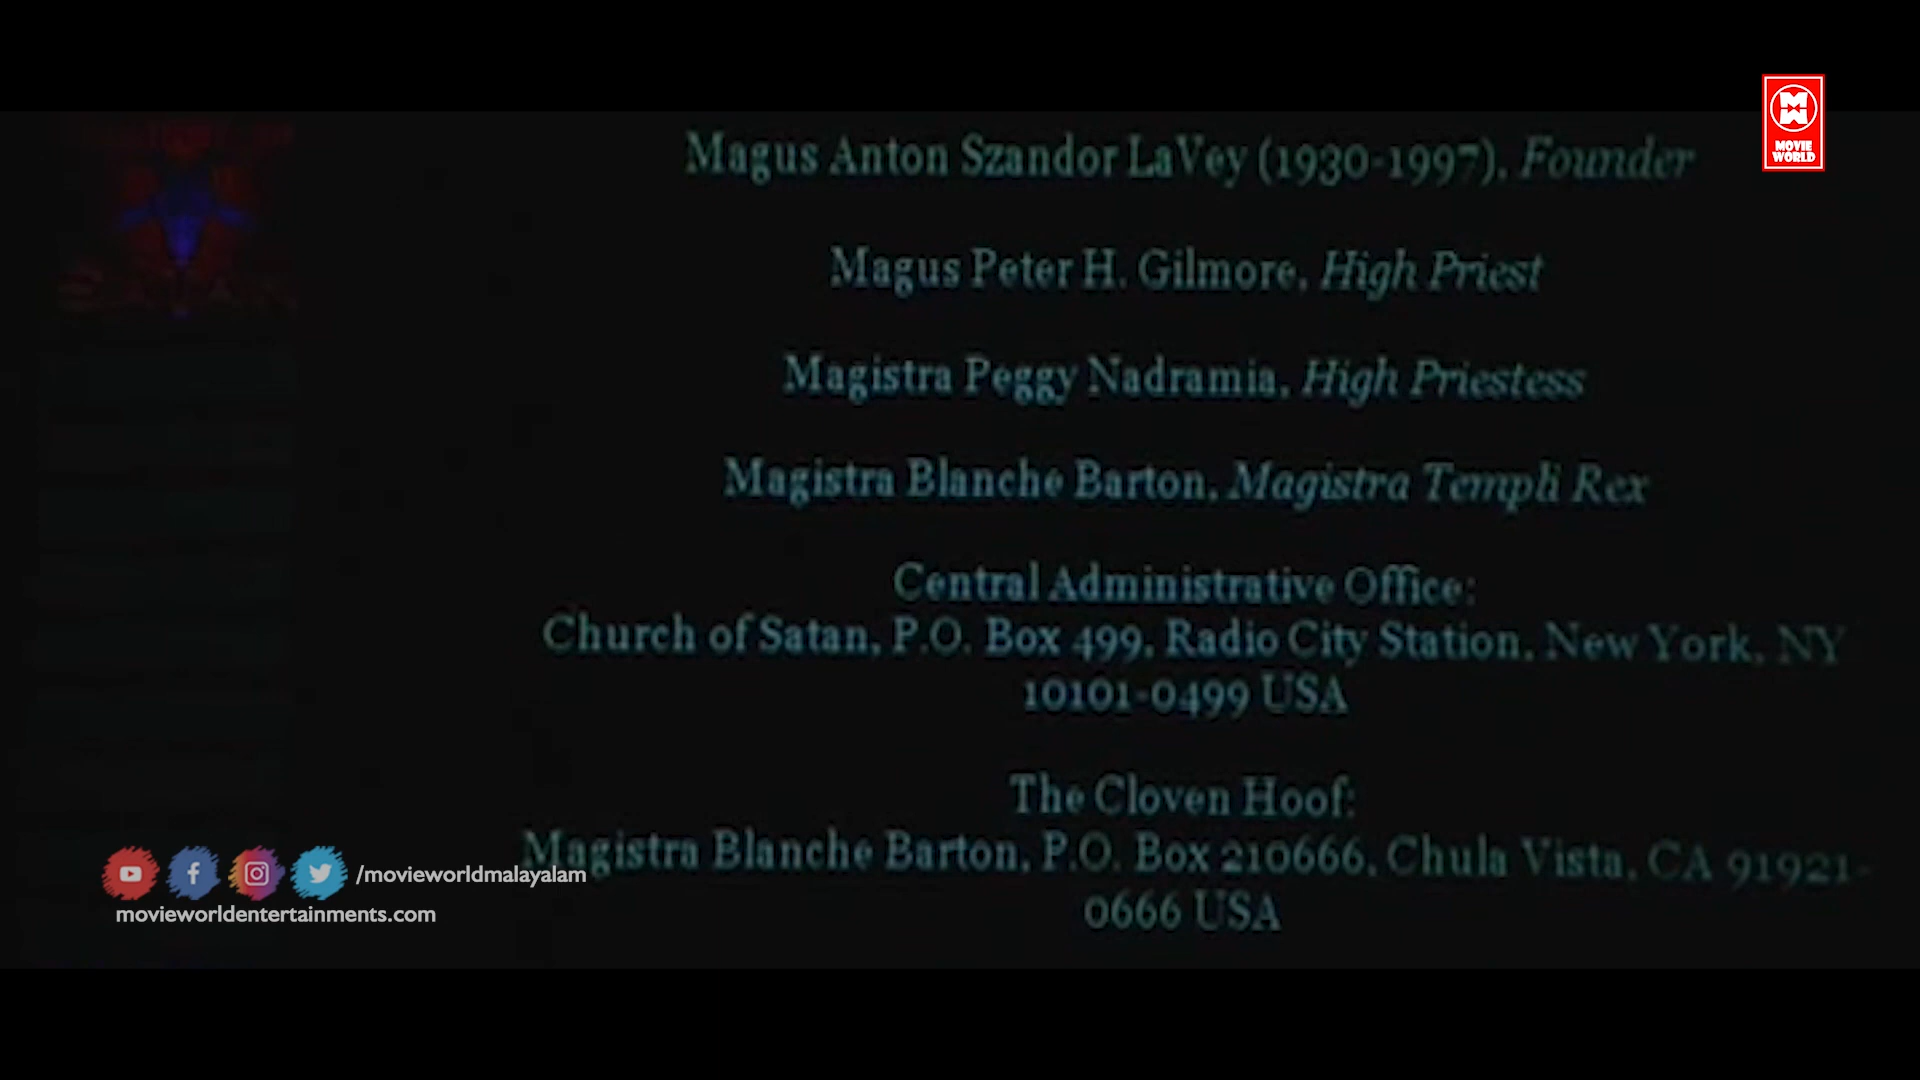 MOVIE
WORLD
Magus Anton Szandor LaVey (1930-1997), Founder
Magus Peter H. Gilmore, High Priest
Magistra Peggy Nadramia, High Priestess
Magistra Blanche Barton, Magistra Templi Rex
Central Administrative Office:
Church of Satan, P.O. Box 499, Radio City Station, New York, NY
10101-0499 USA
The Cloven Hoof:
Magistra Blanche Barton, P.O. Box 210666, Chula Vista, CA 91921-
0666 USA
/movieworldmalayalam
movieworldentertainments.com